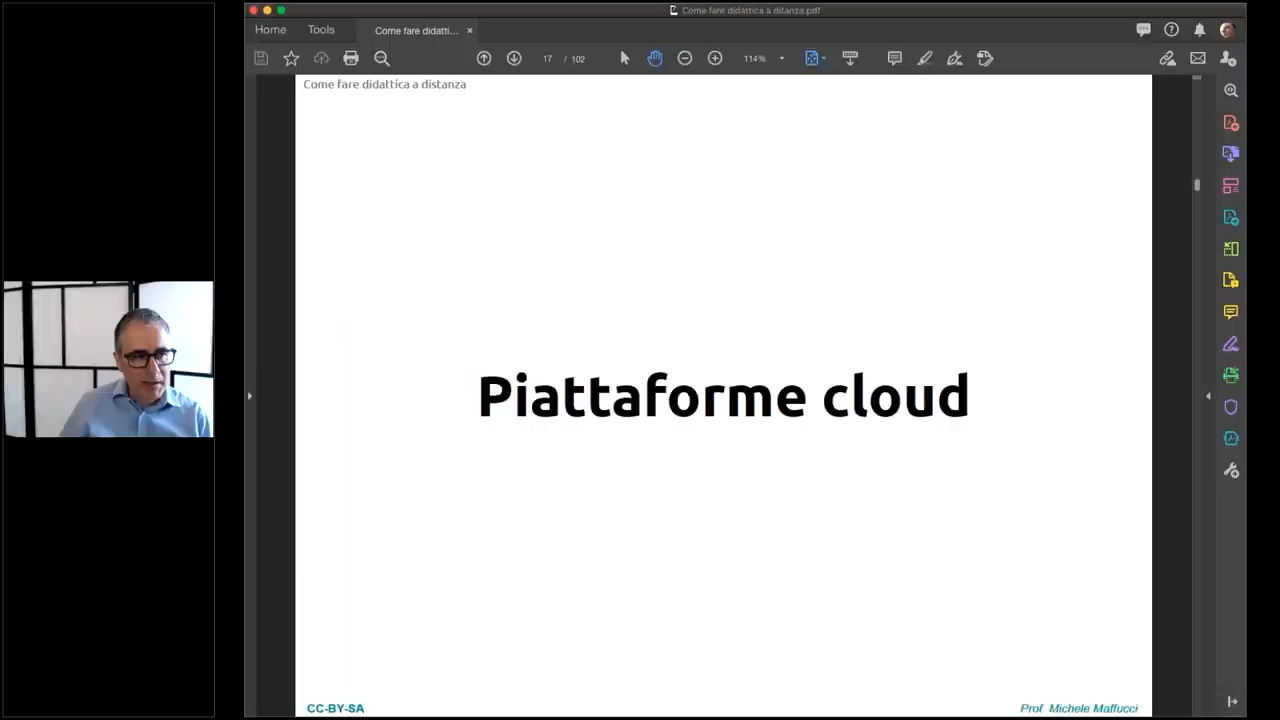 Come fare didattica a ditanza.pdf
Home
Tools
Come fare didatti...
17 / 102
114%
Come fare didattica a distanza
Piattaforme cloud
CC-BY-SA
Prof. Michele Maffucci